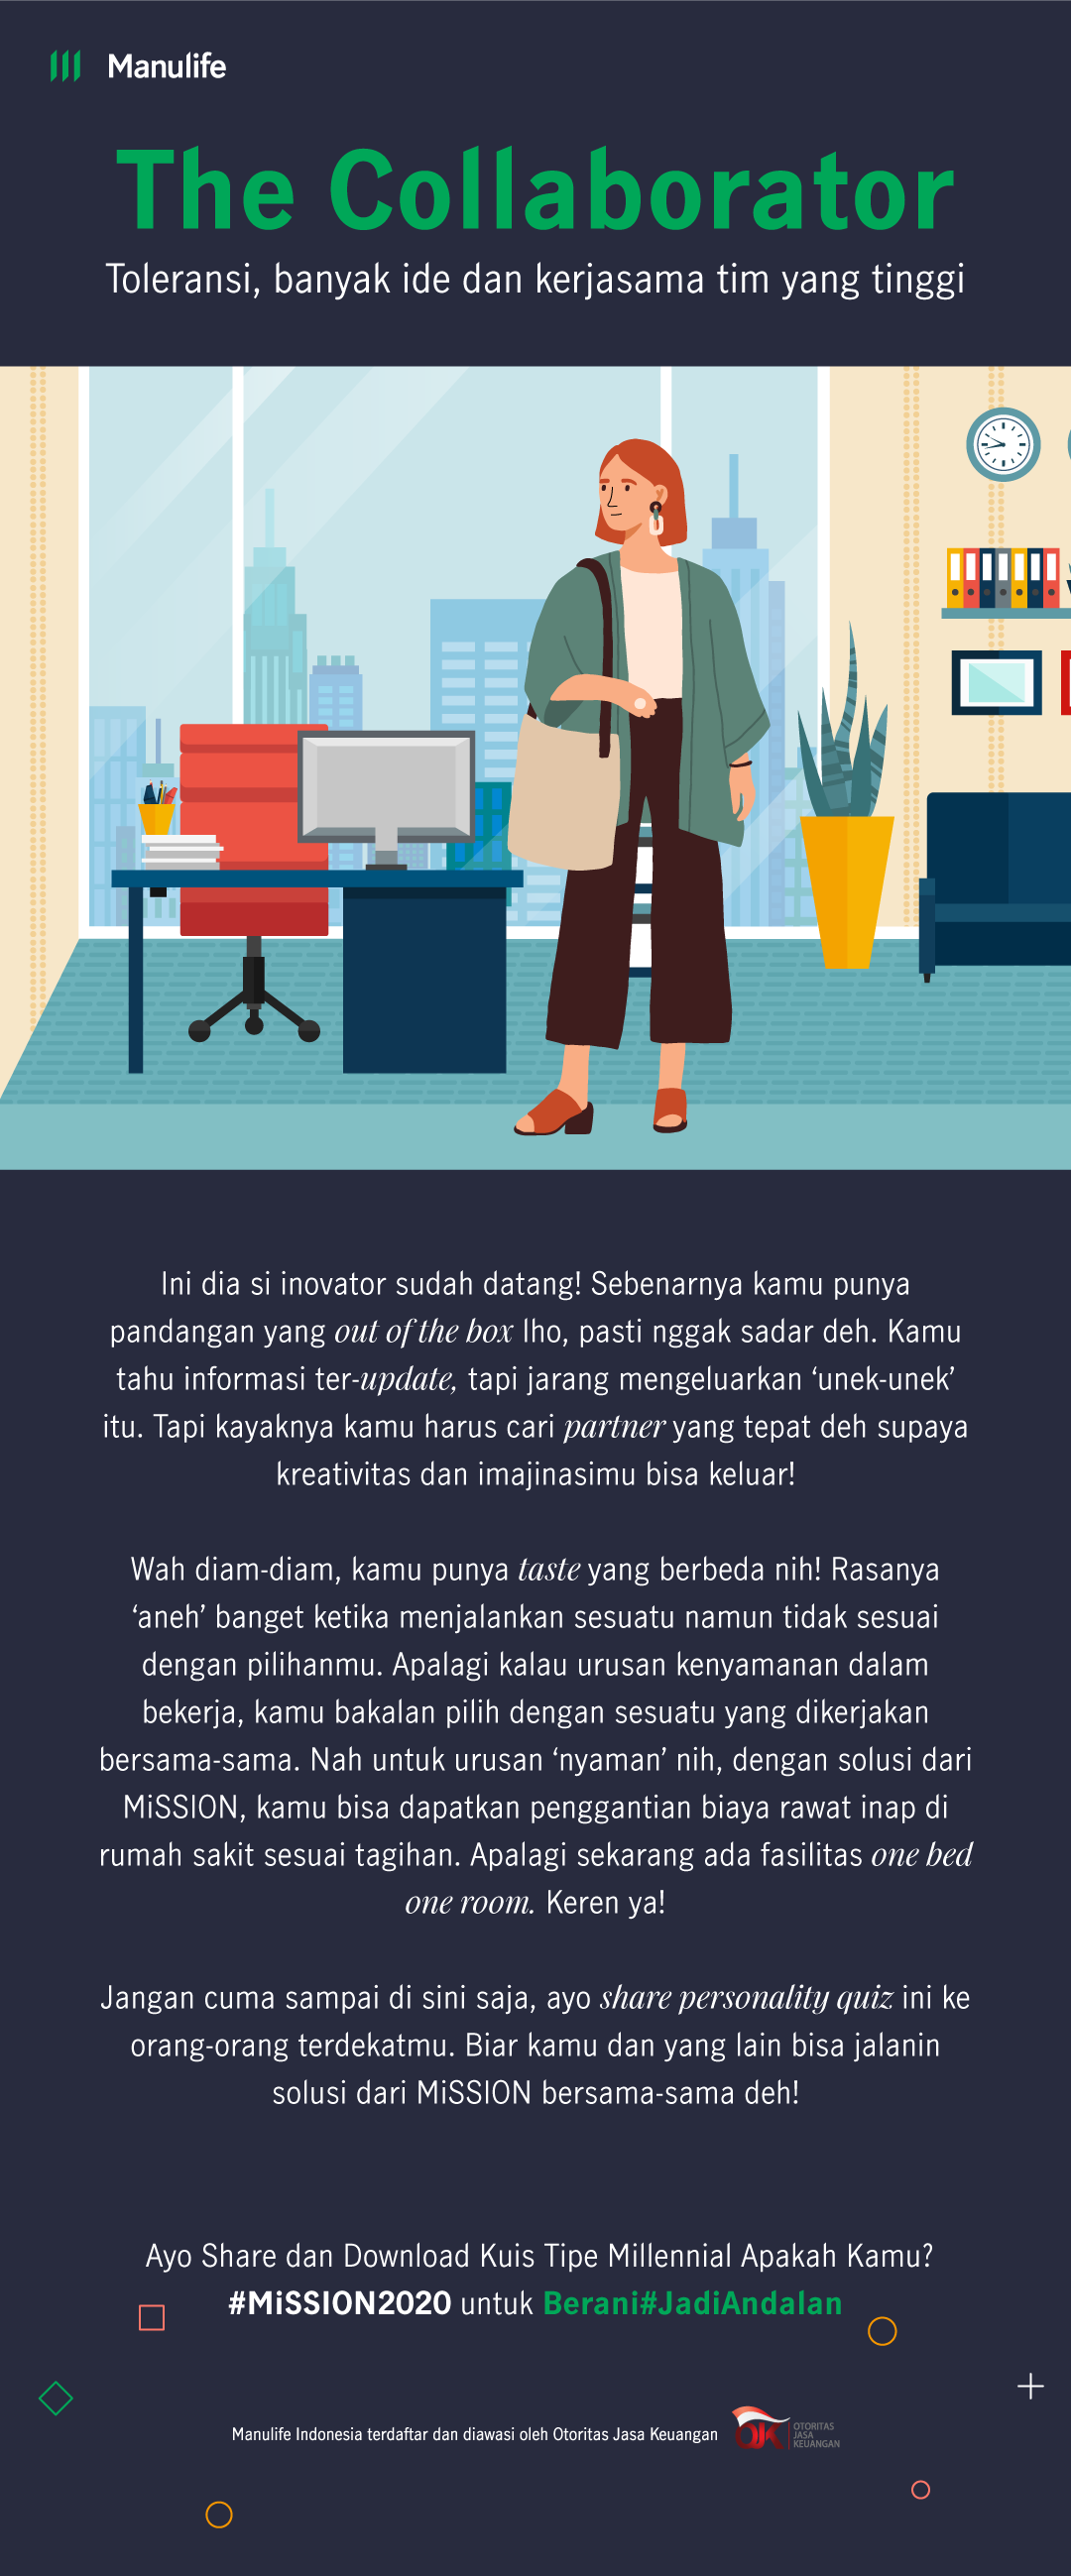 Manulife
The Collaborator
Toleransi, banyak ide dan kerjasama tim yang tinggi
Ini dia si inovator sudah datang! Sebenarnya kamu punya
pandangan yang out of the box lho, pasti nggak sadar deh. Kamu
tahu informasi ter-update, tapi jarang mengeluarkan ‘unek-unek’
itu. Tapi kayaknya kamu harus cari partner yang tepat deh supaya
kreativitas dan imajinasimu bisa keluar!
Wah diam-diam, kamu punya taste yang berbeda nih! Rasanya
‘aneh’ banget ketika menjalankan sesuatu namun tidak sesuai
dengan pilihanmu. Apalagi kalau urusan kenyamanan dalam
bekerja, kamu bakalan pilih dengan sesuatu yang dikerjakan
bersama-sama. Nah untuk urusan ‘nyaman’ nih, dengan solusi dari
MiSSION, kamu bisa dapatkan penggantian biaya rawat inap di
rumah sakit sesuai tagihan. Apalagi sekarang ada fasilitas one bed
one room. Keren ya!
Jangan cuma sampai di sini saja, ayo share personality quiz ini ke
orang-orang terdekatmu. Biar kamu dan yang lain bisa jalanin
solusi dari MiSSION bersama-sama deh!
Ayo Share dan Download Kuis Tipe Millennial Apakah Kamu?
#MiSSION2020 untuk Berani#JadiAndalan
Manulife Indonesia terdaftar dan diawasi oleh Otoritas Jasa Keuangan
OJK
OTORITAS
JASA
KEUANGAN